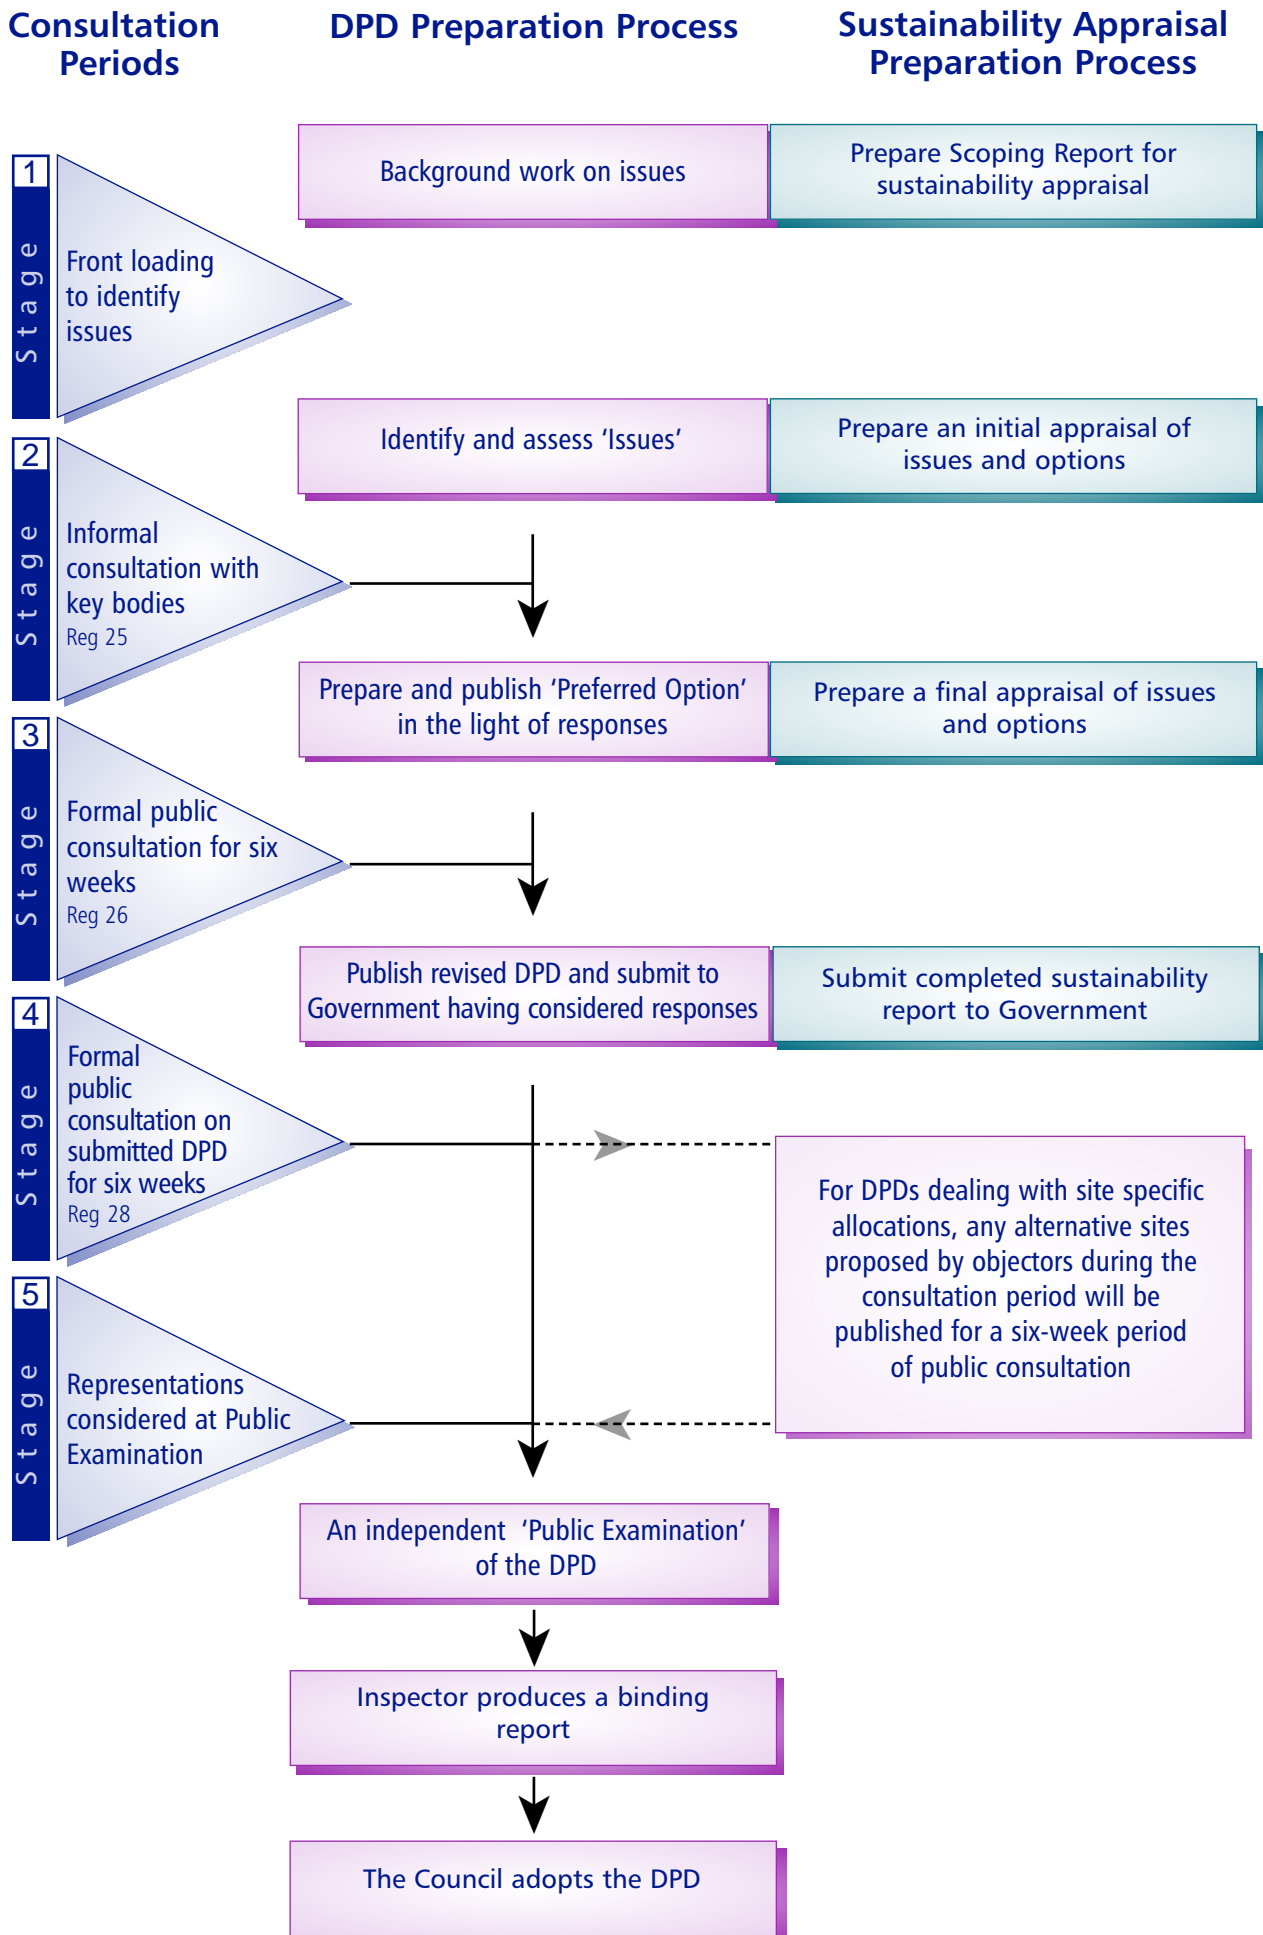 Consultation
Periods
DPD Preparation Process
Sustainability Appraisal
Preparation Process
Background work on issues
Prepare Scoping Report for
sustainability appraisal
1
Stage
Front loading
to identify
issues
Identify and assess ‘Issues’
Prepare an initial appraisal of
issues and options
2
Stage
Informal
consultation with
key bodies
Reg 25
Prepare and publish ‘Preferred Option’
in the light of responses
Prepare a final appraisal of issues
and options
3
Stage
Formal public
consultation for six
weeks
Reg 26
Publish revised DPD and submit to
Government having considered responses
Submit completed sustainability
report to Government
4
Stage
Formal
public
consultation on
submitted DPD
for six weeks
Reg 28
For DPDs dealing with site specific
allocations, any alternative sites
proposed by objectors during the
consultation period will be
published for a six-week period
of public consultation
5
Stage
Representations
considered at Public
Examination
An independent ‘Public Examination’
of the DPD
Inspector produces a binding
report
The Council adopts the DPD